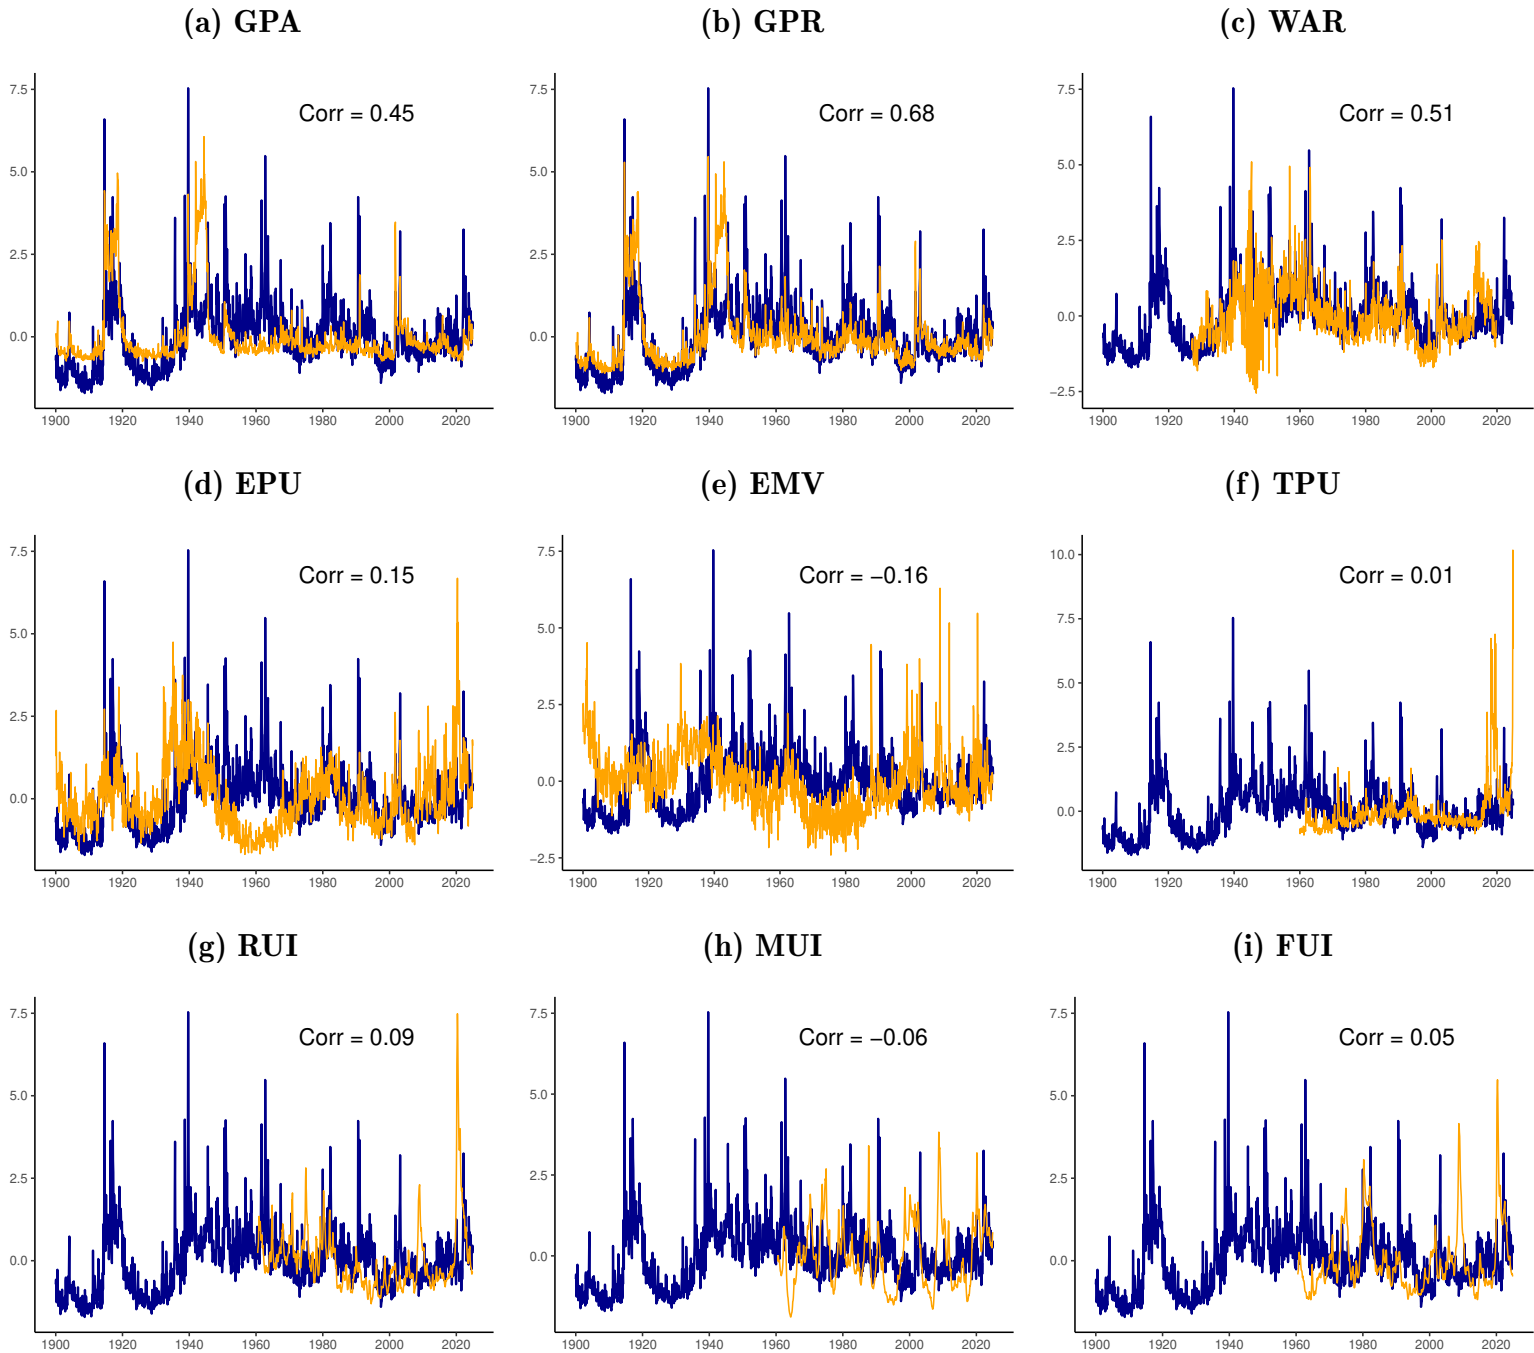 (a) GPA
(b) GPR
(c) WAR
7.5
5.0
2.5
0.0
Corr = 0.45
1900 1920 1940 1960 1980 2000 2020
7.5
5.0
2.5
0.0
Corr = 0.68
1900 1920 1940 1960 1980 2000 2020
7.5
5.0
2.5
0.0
−2.5
Corr = 0.51
1900 1920 1940 1960 1980 2000 2020
(d) EPU
(e) EMV
(f) TPU
7.5
5.0
2.5
0.0
Corr = 0.15
1900 1920 1940 1960 1980 2000 2020
7.5
5.0
2.5
0.0
−2.5
Corr = −0.16
1900 1920 1940 1960 1980 2000 2020
10.0
7.5
5.0
2.5
0.0
Corr = 0.01
1900 1920 1940 1960 1980 2000 2020
(g) RUI
(h) MUI
(i) FUI
7.5
5.0
2.5
0.0
Corr = 0.09
1900 1920 1940 1960 1980 2000 2020
7.5
5.0
2.5
0.0
Corr = −0.06
1900 1920 1940 1960 1980 2000 2020
7.5
5.0
2.5
0.0
Corr = 0.05
1900 1920 1940 1960 1980 2000 2020